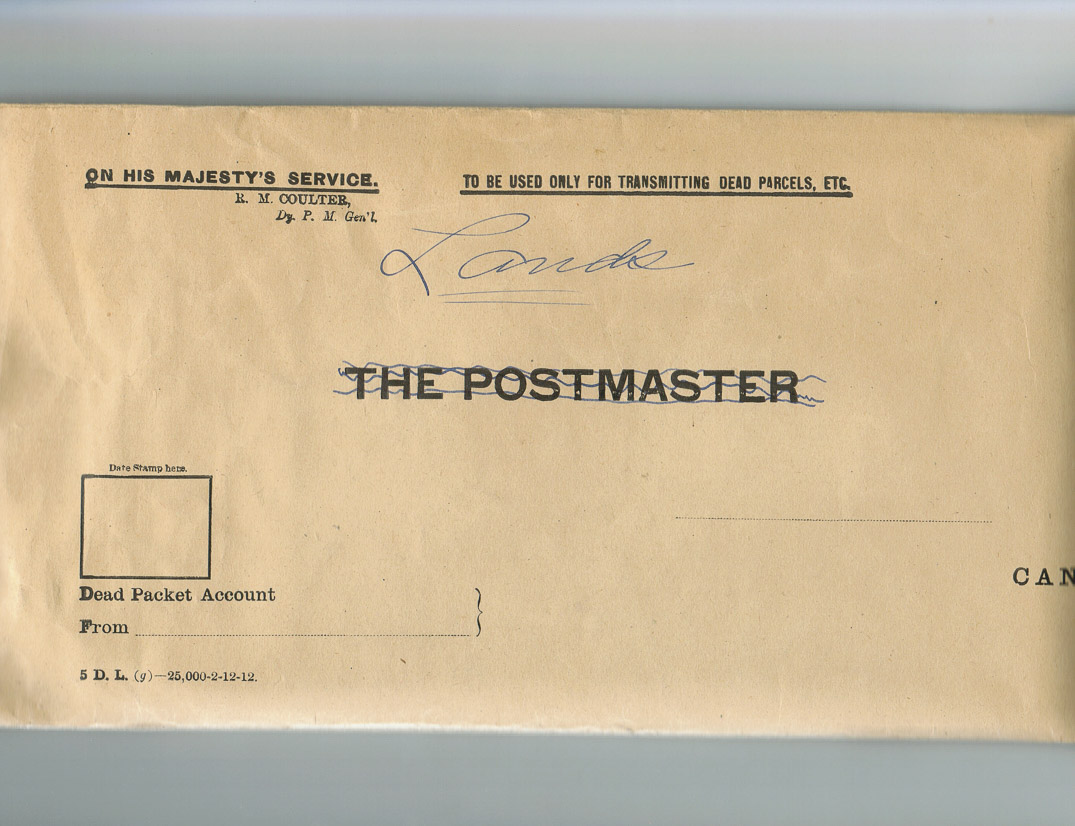 ON HIS MAJESTY'S SERVICE.
R. M. COULTER,
Dy. P. M. Gen'l.
TO BE USED ONLY FOR TRANSMITTING DEAD PARCELS, ETC.
Lands
THE POSTMASTER
Date Stamp here.
CAN
Dead Packet Account
From
5 D. L. (g)—25,000-2-12-12.